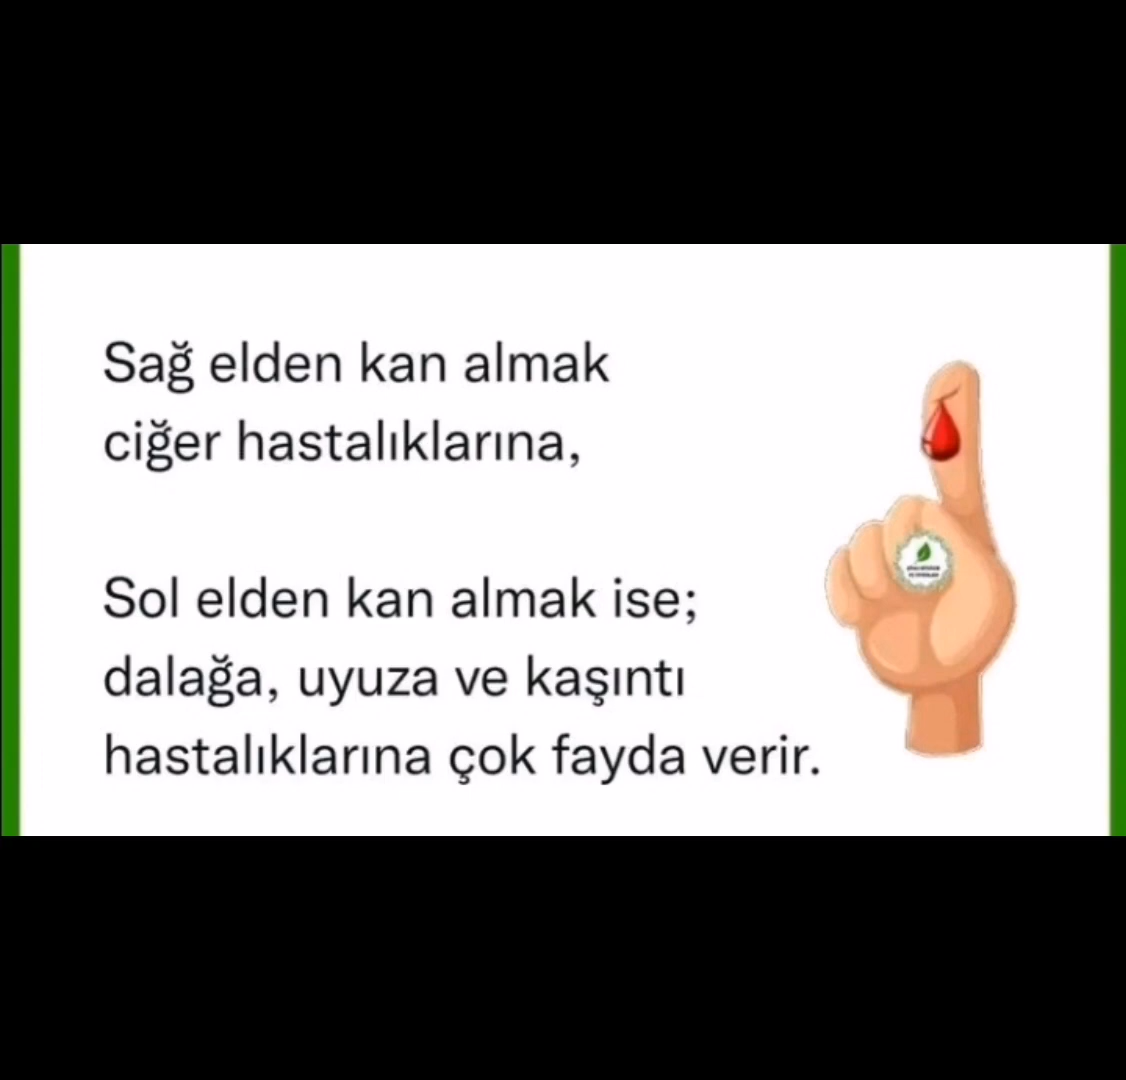 Sağ elden kan almak
ciğer hastalıklarına,
Sol elden kan almak ise;
dalağa, uyuza ve kaşıntı
hastalıklarına çok fayda verir.